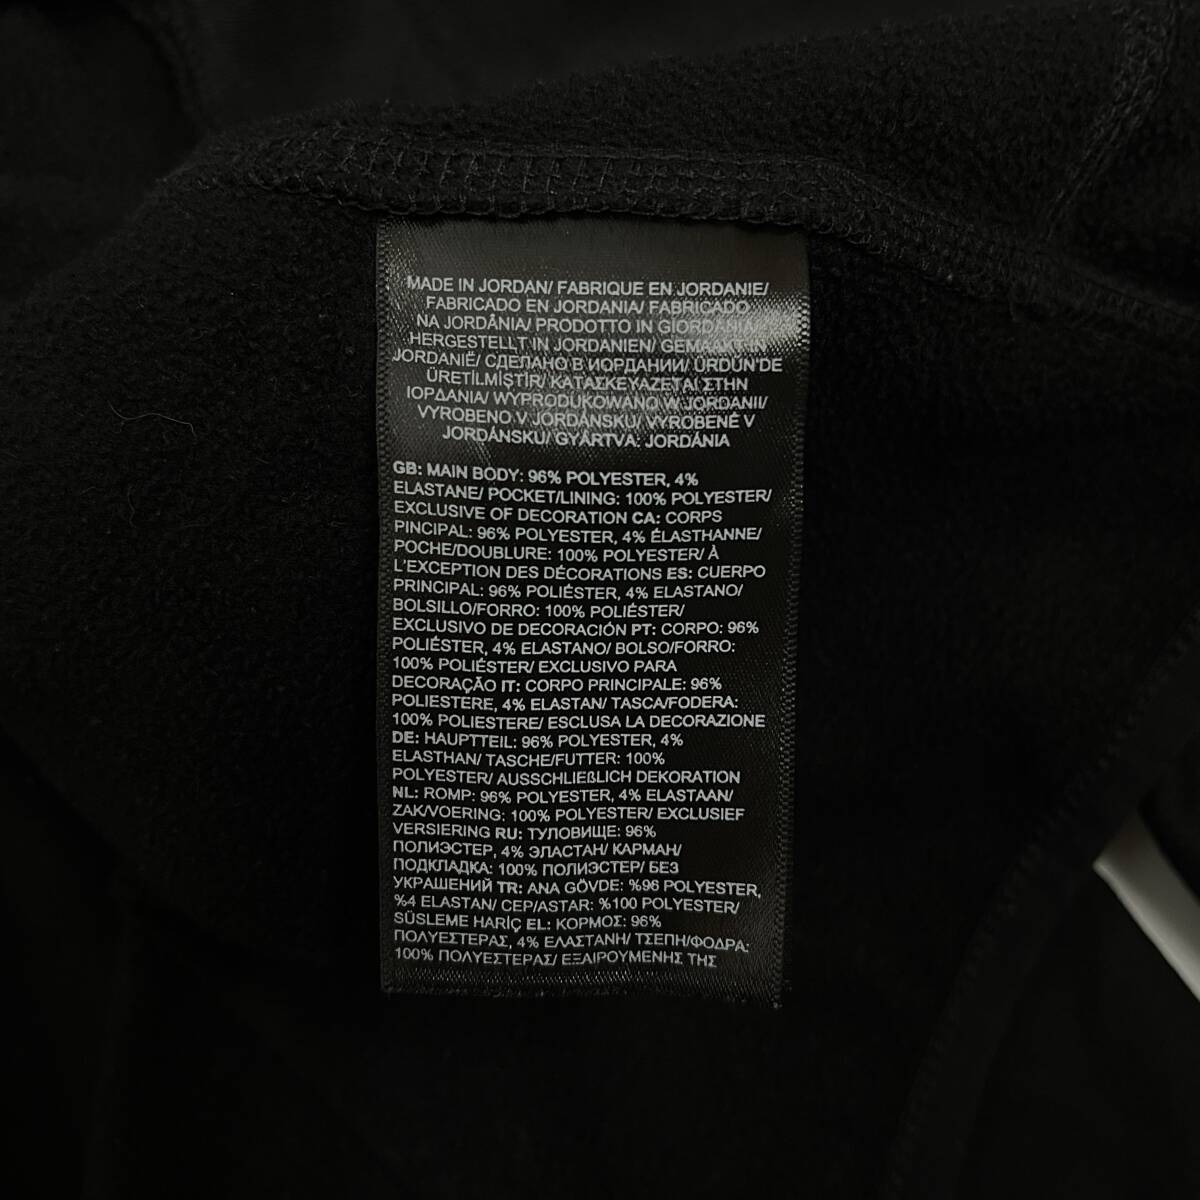 MADE IN JORDAN/ FABRIQUE EN JORDANIE/
FABRICADO EN JORDANIA/ FABRICADO
NA JORDÂNIA/ PRODOTTO IN GIORDANIA/
HERGESTELLT IN JORDANIEN/ GEMAAKT IN
JORDANIË/ СДЕЛАНО В ИОРДАНИИ/ ÜRDÜN'DE
ÜRETİLMİŞTİR/ ΚΑΤΑΣΚΕΥΑΖΕΤΑΙ ΣΤΗΝ
ΙΟΡΔΑΝΙΑ/ WYPRODUKOWANO W JORDANII/
VYROBENO V JORDÁNSKU/ VYROBENÉ V
JORDÁNSKU/ GYÁRTVA: JORDÁNIA
GB: MAIN BODY: 96% POLYESTER, 4%
ELASTANE/ POCKET/LINING: 100% POLYESTER/
EXCLUSIVE OF DECORATION CA: CORPS
PINCIPAL: 96% POLYESTER, 4% ÉLASTHANNE/
POCHE/DOUBLURE: 100% POLYESTER/ À
L'EXCEPTION DES DÉCORATIONS ES: CUERPO
PRINCIPAL: 96% POLIÉSTER, 4% ELASTANO/
BOLSILLO/FORRO: 100% POLIÉSTER/
EXCLUSIVO DE DECORACIÓN PT: CORPO: 96%
POLIÉSTER, 4% ELASTANO/ BOLSO/FORRO:
100% POLIÉSTER/ EXCLUSIVO PARA
DECORAÇÃO IT: CORPO PRINCIPALE: 96%
POLIESTERE, 4% ELASTAN/ TASCA/FODERA:
100% POLIESTERE/ ESCLUSA LA DECORAZIONE
DE: HAUPTTEIL: 96% POLYESTER, 4%
ELASTHAN/ TASCHE/FUTTER: 100%
POLYESTER/ AUSSCHLIEßLICH DEKORATION
NL: ROMP: 96% POLYESTER, 4% ELASTAAN/
ZAK/VOERING: 100% POLYESTER/ EXCLUSIEF
VERSIERING RU: ТУЛОВИЩЕ: 96%
ПОЛИЭСТЕР, 4% ЭЛАСТАН/ КАРМАН/
ПОДКЛАДКА: 100% ПОЛИЭСТЕР/ БЕЗ
УКРАШЕНИЙ TR: ANA GÖVDE: %96 POLYESTER,
%4 ELASTAN/ CEP/ASTAR: %100 POLYESTER/
SÜSLEME HARİÇ EL: ΚΟΡΜΟΣ: 96%
ΠΟΛΥΕΣΤΕΡΑΣ, 4% ΕΛΑΣΤΑΝΗ/ ΤΣΕΠΗ/ΦΟΔΡΑ:
100% ΠΟΛΥΕΣΤΕΡΑΣ/ ΕΞΑΙΡΟΥΜΕΝΗΣ ΤΗΣ